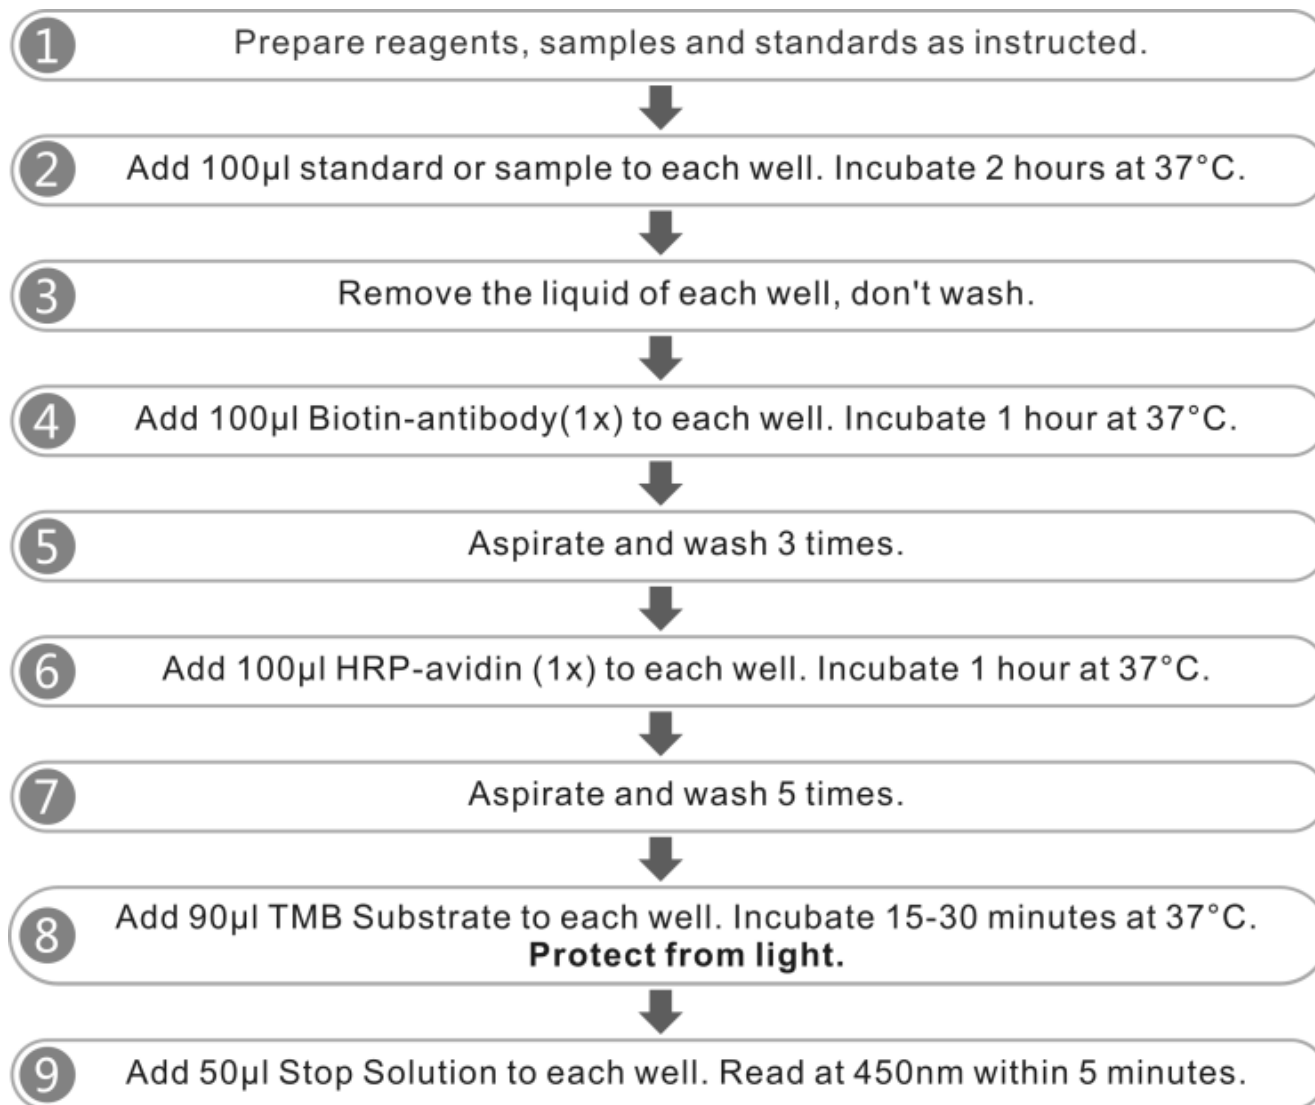 1 Prepare reagents, samples and standards as instructed.
2 Add 100µl standard or sample to each well. Incubate 2 hours at 37°C.
3 Remove the liquid of each well, don't wash.
4 Add 100µl Biotin-antibody(1x) to each well. Incubate 1 hour at 37°C.
5 Aspirate and wash 3 times.
6 Add 100µl HRP-avidin (1x) to each well. Incubate 1 hour at 37°C.
7 Aspirate and wash 5 times.
8 Add 90µl TMB Substrate to each well. Incubate 15-30 minutes at 37°C.
Protect from light.
9 Add 50µl Stop Solution to each well. Read at 450nm within 5 minutes.